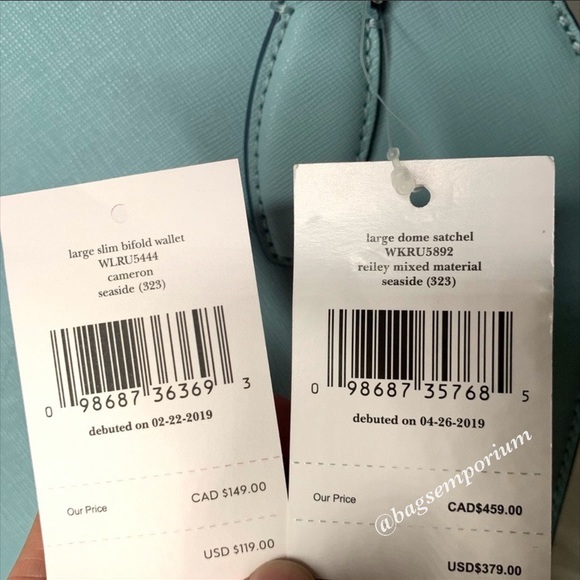 large slim bifold wallet
WLRU5444
cameron
seaside (323)
0 98687 36369 3
debuted on 02-22-2019
Our Price CAD $149.00
USD $119.00
large dome satchel
WKRU5892
reiley mixed material
seaside (323)
0 98687 35768 5
debuted on 04-26-2019
Our Price CAD$459.00
USD$379.00
@bagsemporium